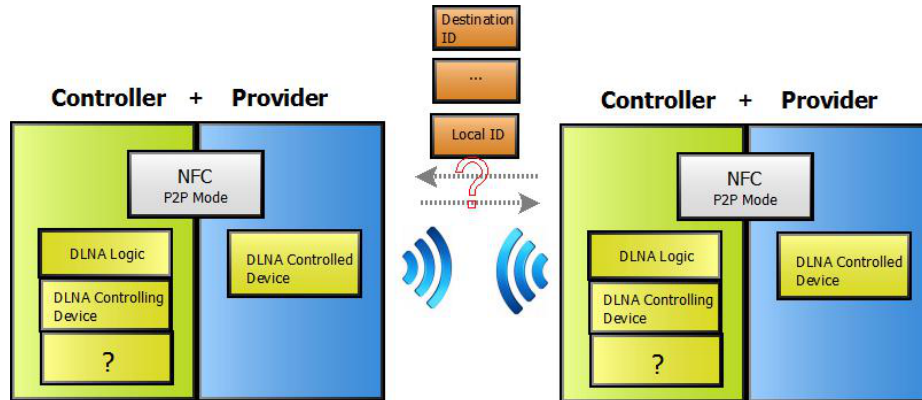 Destination
ID
...
Local ID
?
Controller + Provider
NFC
P2P Mode
DLNA Logic
DLNA Controlling
Device
?
DLNA Controlled
Device
Controller + Provider
NFC
P2P Mode
DLNA Logic
DLNA Controlling
Device
?
DLNA Controlled
Device